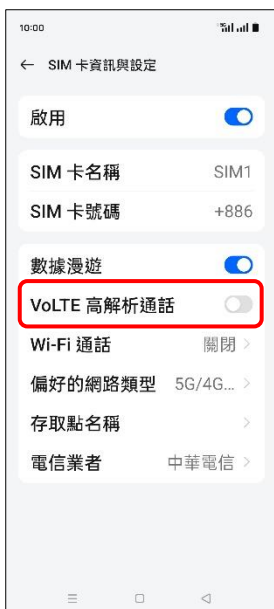 10:00 5G
← SIM 卡資訊與設定
啟用
SIM 卡名稱 SIM1
SIM 卡號碼 +886
數據漫遊
VoLTE 高解析通話
Wi-Fi 通話 關閉 >
偏好的網路類型 5G/4G... >
存取點名稱 >
電信業者 中華電信 >